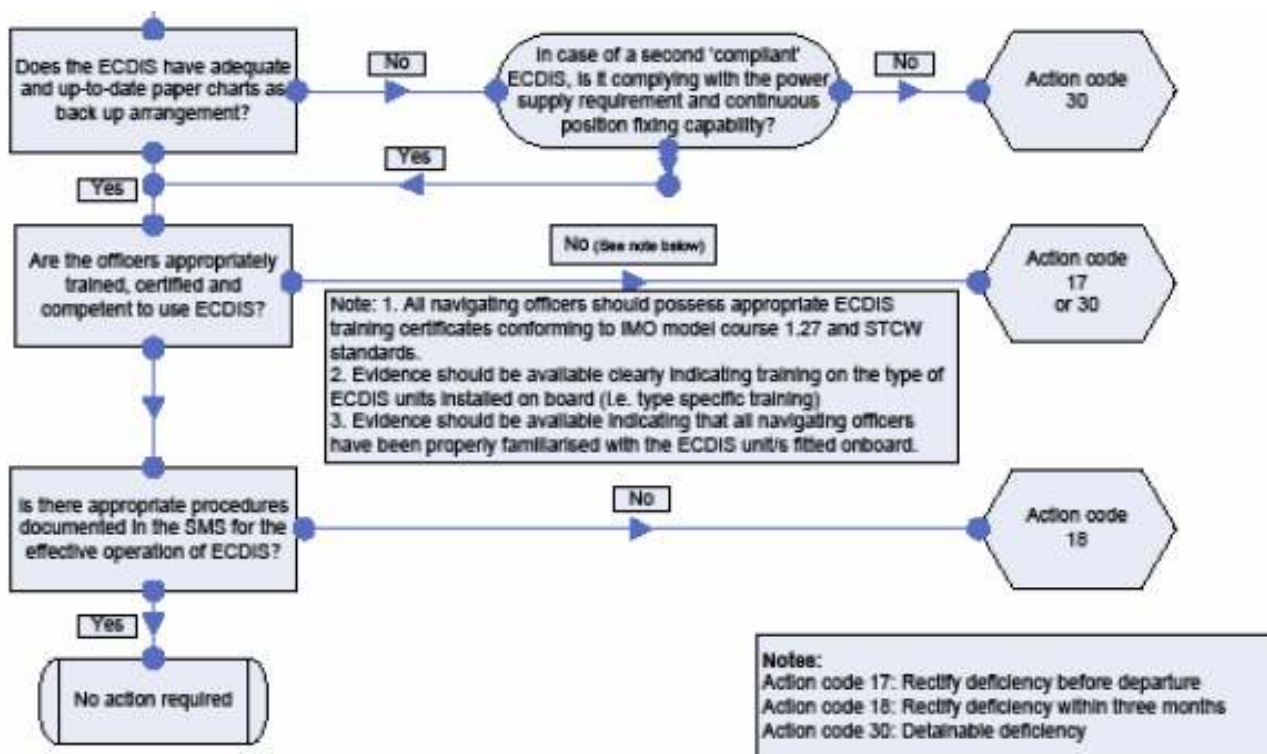 Does the ECDIS have adequate
and up-to-date paper charts as
back up arrangement?
No
In case of a second 'compliant'
ECDIS, is it complying with the power
supply requirement and continuous
position fixing capability?
No
Action code
30
Yes
Yes
Are the officers appropriately
trained, certified and
competent to use ECDIS?
No (See note below)
Action code
17
or 30
Note: 1. All navigating officers should possess appropriate ECDIS
training certificates conforming to IMO model course 1.27 and STCW
standards.
2. Evidence should be available clearly indicating training on the type of
ECDIS units installed on board (i.e. type specific training)
3. Evidence should be available indicating that all navigating officers
have been properly familiarised with the ECDIS unit/s fitted onboard.
Is there appropriate procedures
documented in the SMS for the
effective operation of ECDIS?
No
Action code
18
Yes
No action required
Notes:
Action code 17: Rectify deficiency before departure
Action code 18: Rectify deficiency within three months
Action code 30: Detainable deficiency